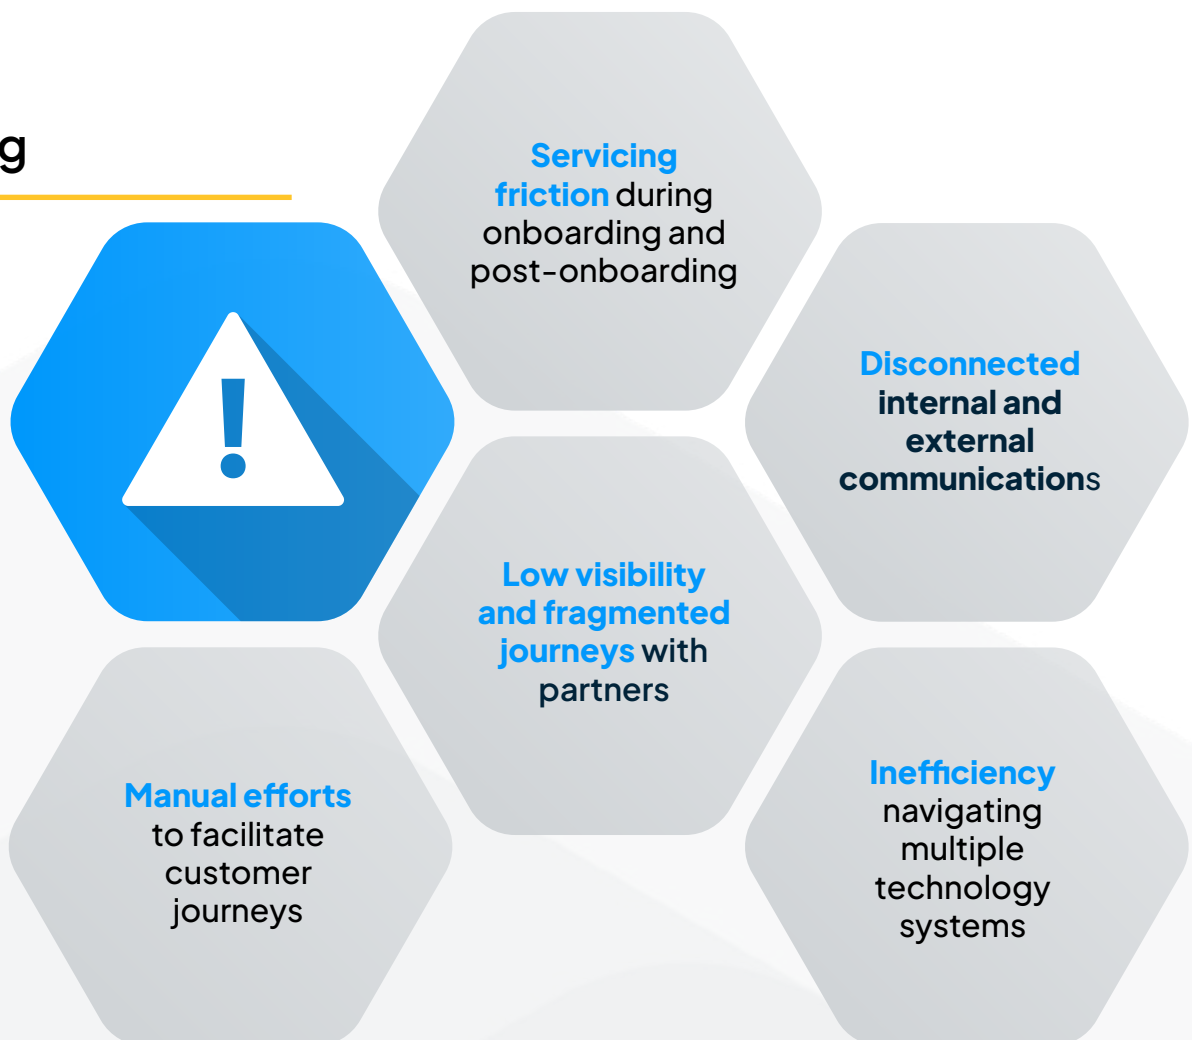 g
Servicing
friction during
onboarding and
post-onboarding
Disconnected
internal and
external
communications
Low visibility
and fragmented
journeys with
partners
Manual efforts
to facilitate
customer
journeys
Inefficiency
navigating
multiple
technology
systems